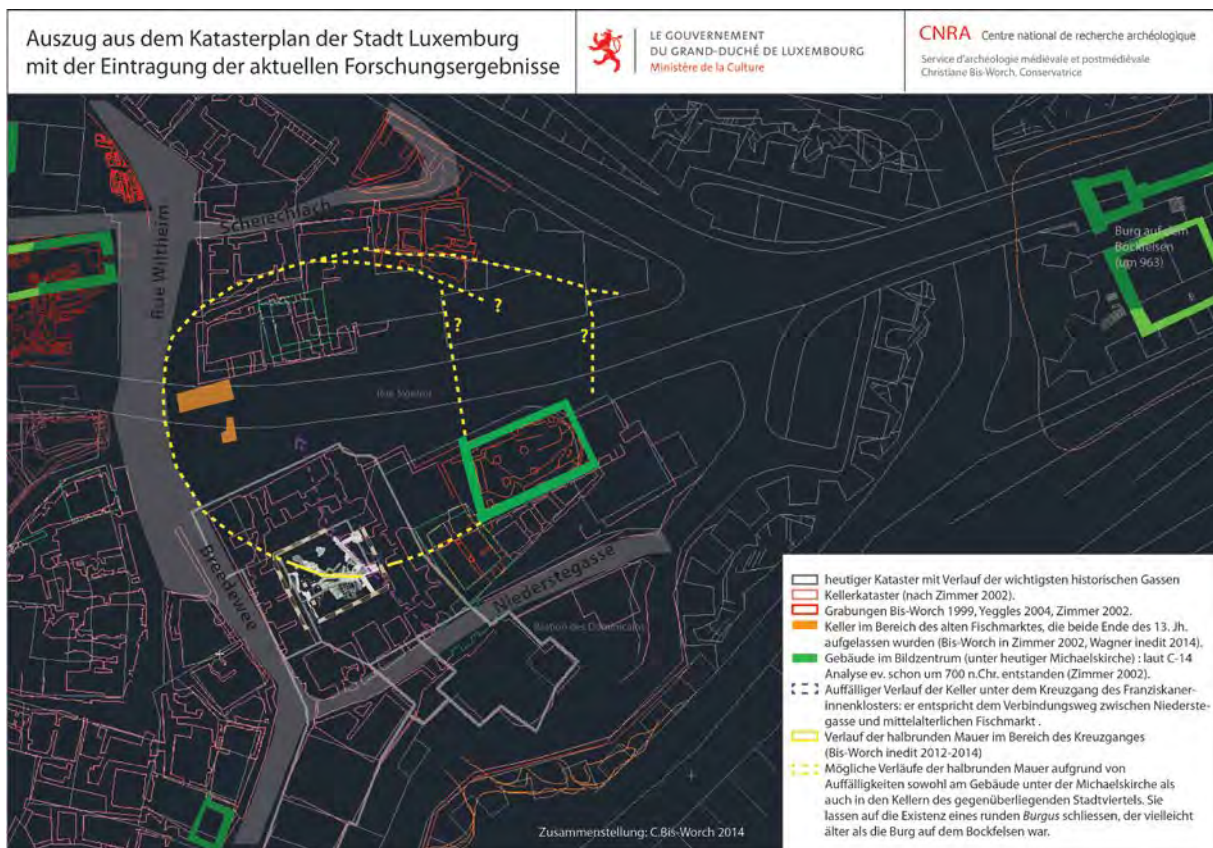 Auszug aus dem Katasterplan der Stadt Luxemburg
mit der Eintragung der aktuellen Forschungsergebnisse
LE GOUVERNEMENT
DU GRAND-DUCHÉ DE LUXEMBOURG
Ministère de la Culture
CNRA Centre national de recherche archéologique
Service d'archéologie médiévale et postmédiévale
Christiane Bis-Worch, Conservatrice
Rue Wiltheim
Scheiechlach
Burg auf dem
Bockfelsen
(um 963)
?
?
?
Breedewee
Niederstegasse
Bastion des Dominicains
heutiger Kataster mit Verlauf der wichtigsten historischen Gassen
Kellerkataster (nach Zimmer 2002).
Grabungen Bis-Worch 1999, Yeggles 2004, Zimmer 2002.
Keller im Bereich des alten Fischmarktes, die beide Ende des 13. Jh.
aufgelassen wurden (Bis-Worch in Zimmer 2002, Wagner inedit 2014).
Gebäude im Bildzentrum (unter heutiger Michaelskirche) : laut C-14
Analyse ev. schon um 700 n.Chr. entstanden (Zimmer 2002).
Auffälliger Verlauf der Keller unter dem Kreuzgang des Franziskaner-
innenklosters: er entspricht dem Verbindungsweg zwischen Niederste-
gasse und mittelalterlichen Fischmarkt .
Verlauf der halbrunden Mauer im Bereich des Kreuzganges
(Bis-Worch inedit 2012-2014)
Mögliche Verläufe der halbrunden Mauer aufgrund von
Auffälligkeiten sowohl am Gebäude unter der Michaelskirche als
auch in den Kellern des gegenüberliegenden Stadtviertels. Sie
lassen auf die Existenz eines runden Burgus schliessen, der vielleicht
älter als die Burg auf dem Bockfelsen war.
Zusammenstellung: C.Bis-Worch 2014